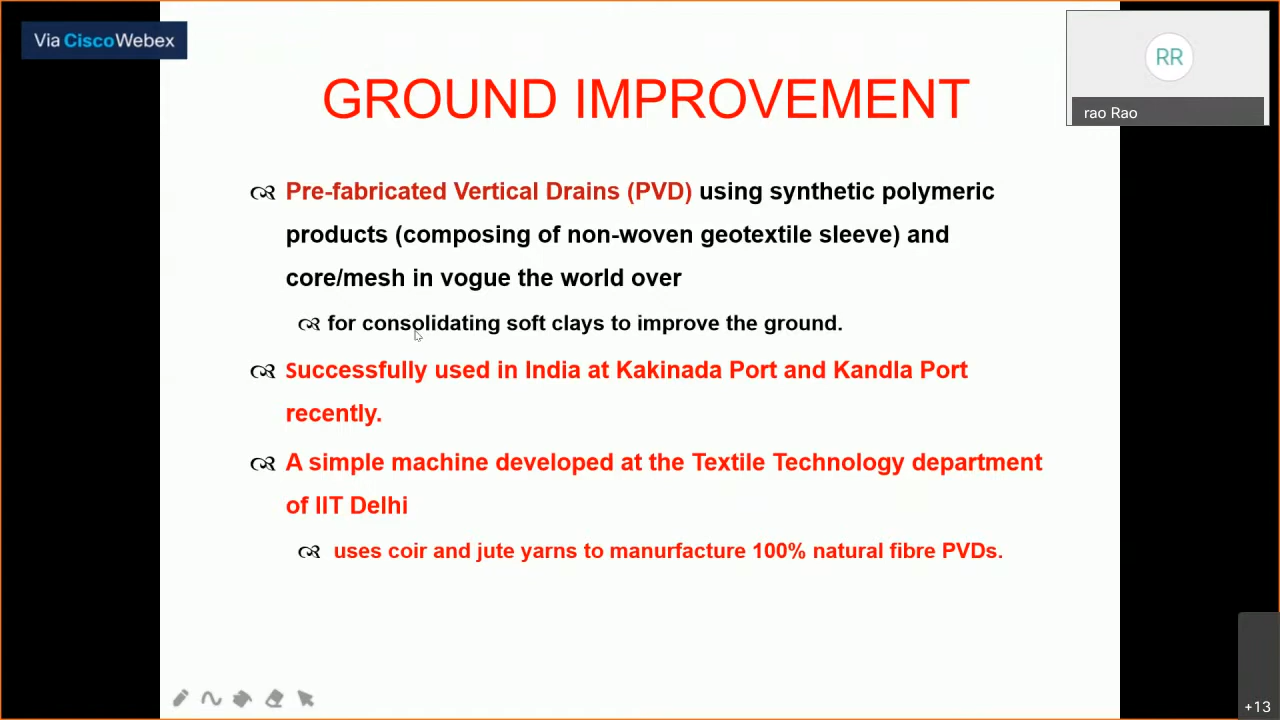 Via Cisco Webex
RR
rao Rao
GROUND IMPROVEMENT
Pre-fabricated Vertical Drains (PVD) using synthetic polymeric
products (composing of non-woven geotextile sleeve) and
core/mesh in vogue the world over
for consolidating soft clays to improve the ground.
Successfully used in India at Kakinada Port and Kandla Port
recently.
A simple machine developed at the Textile Technology department
of IIT Delhi
uses coir and jute yarns to manurfacture 100% natural fibre PVDs.
+13